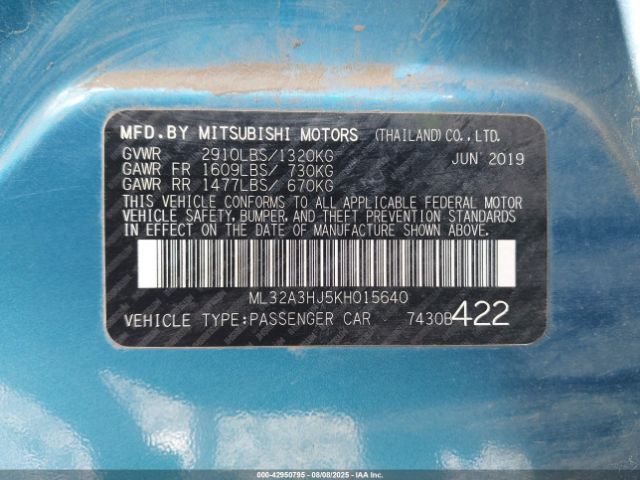 MFD.BY MITSUBISHI MOTORS (THAILAND) CO., LTD.
GVWR 2910LBS/1320KG JUN 2019
GAWR FR 1609LBS/ 730KG
GAWR RR 1477LBS/ 670KG
THIS VEHICLE CONFORMS TO ALL APPLICABLE FEDERAL MOTOR
VEHICLE SAFETY, BUMPER, AND THEFT PREVENTION STANDARDS
IN EFFECT ON THE DATE OF MANUFACTURE SHOWN ABOVE.
ML32A3HJ5KH015640
VEHICLE TYPE:PASSENGER CAR 7430B422
000-42950795 - 08/08/2025 - IAAI.COM